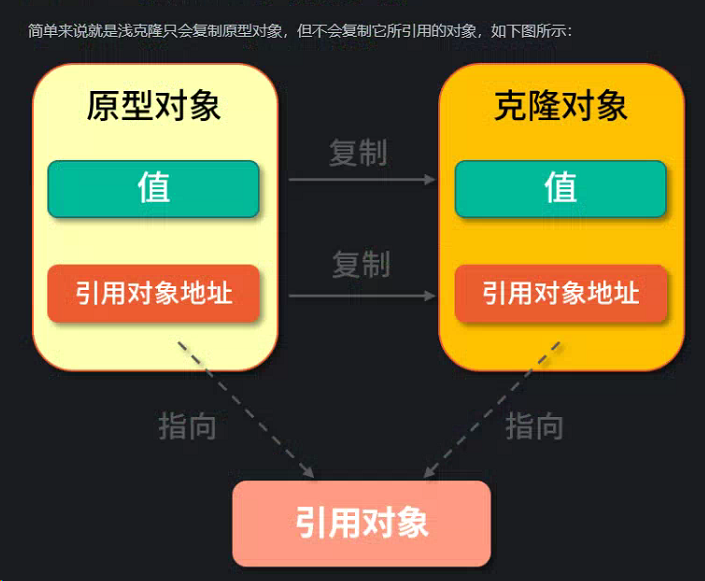 简单来说就是浅克隆只会复制原型对象，但不会复制它所引用的对象，如下图所示：
原型对象
克隆对象
复制
值
值
复制
引用对象地址
引用对象地址
指向
指向
引用对象